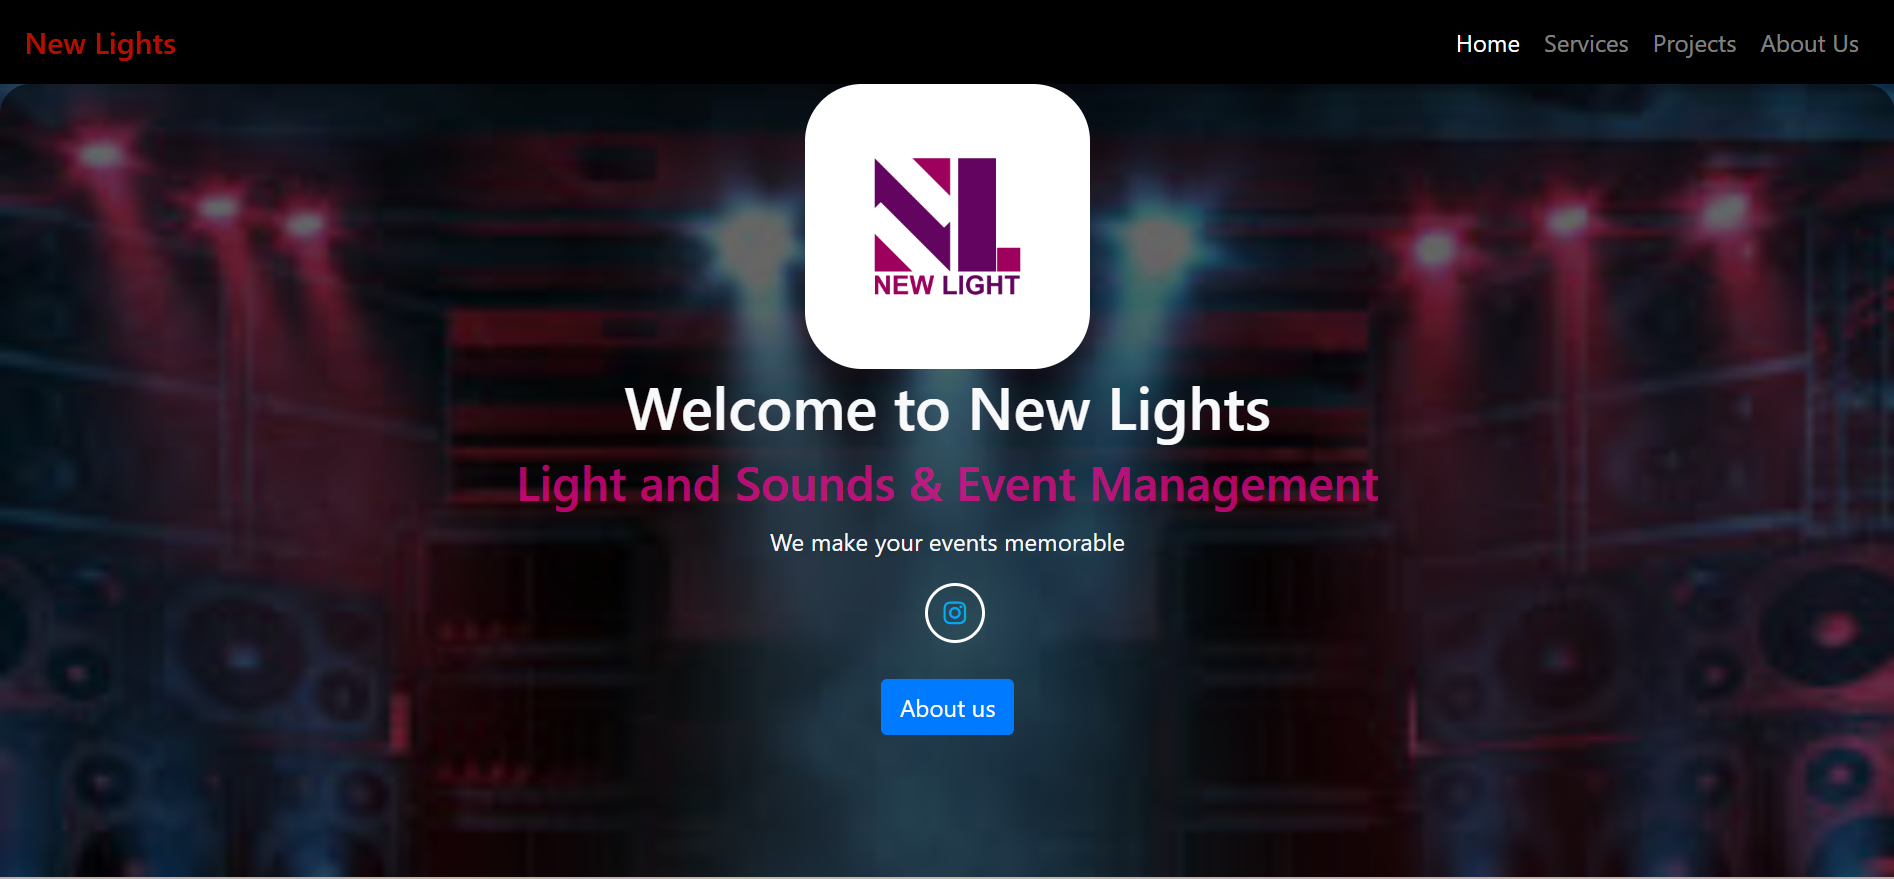 New Lights
Home Services Projects About Us
NL
NEW LIGHT
Welcome to New Lights
Light and Sounds & Event Management
We make your events memorable
About us